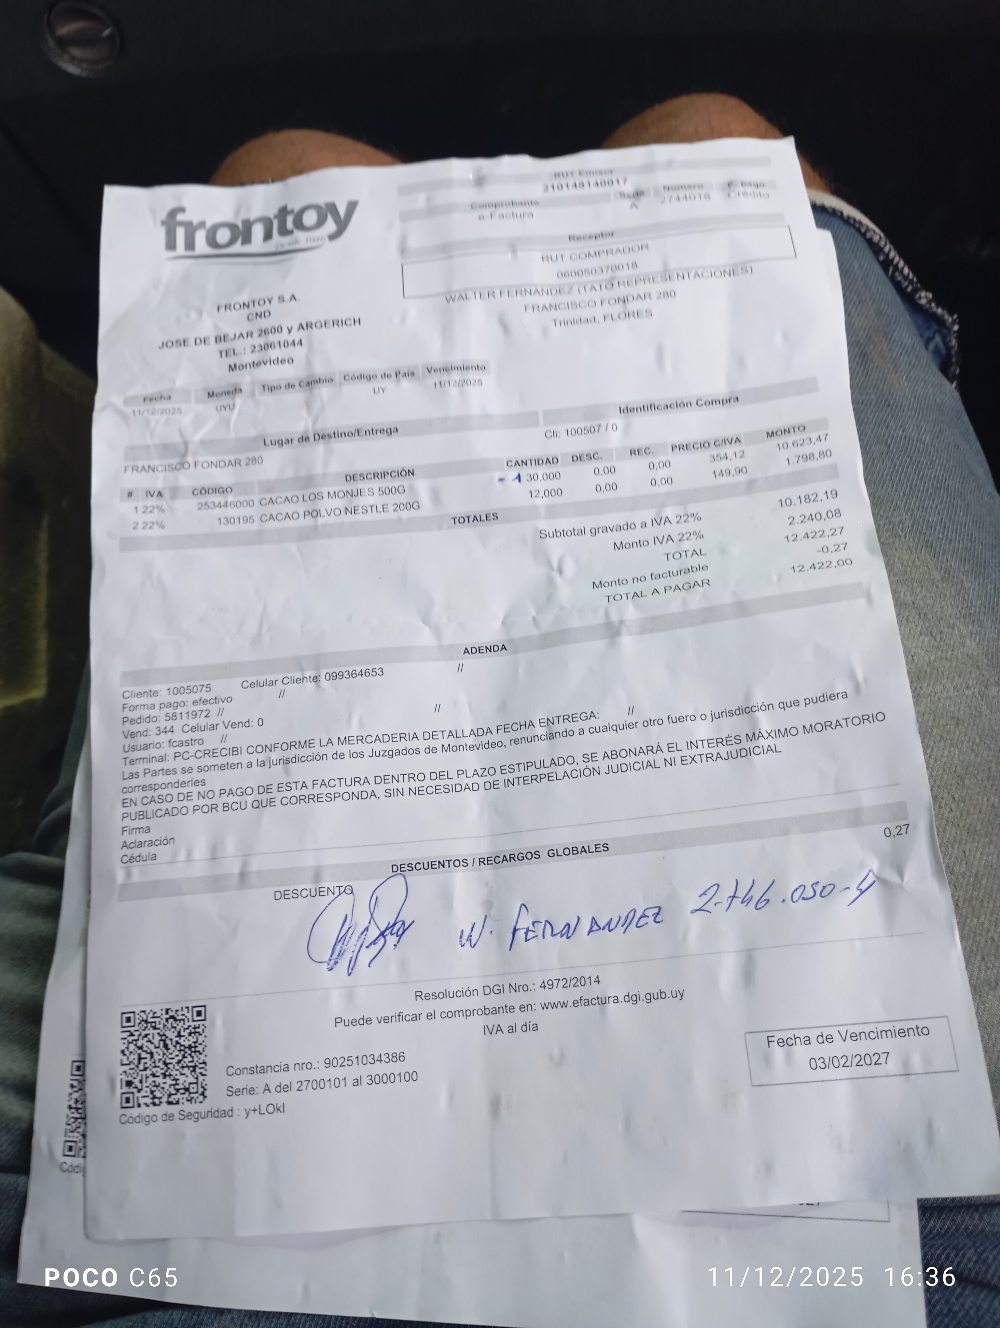 frontoy
RUT Emisor
210148140017
Comprobante Serie Numero F. pago
e-Factura A 2744018 Crédito
Receptor
RUT COMPRADOR
060050370018
WALTER FERNANDEZ (TATO REPRESENTACIONES)
FRANCISCO FONDAR 280
Trinidad, FLORES
FRONTOY S.A.
CND
JOSE DE BEJAR 2600 y ARGERICH
TEL.: 23061044
Montevideo
Fecha Moneda Tipo de Cambio Código de País Vencimiento
11/12/2025 UYU UY 11/12/2025
Lugar de Destino/Entrega Identificación Compra
FRANCISCO FONDAR 280 Cli: 100507 / 0
# IVA CÓDIGO DESCRIPCIÓN CANTIDAD DESC. REC. PRECIO C/IVA MONTO
1 22% 253446000 CACAO LOS MONJES 500G - 1 30,000 0,00 0,00 354,12 10.623,47
2 22% 130195 CACAO POLVO NESTLE 200G 12,000 0,00 0,00 149,90 1.798,80
TOTALES
Subtotal gravado a IVA 22% 10.182,19
Monto IVA 22% 2.240,08
TOTAL 12.422,27
Monto no facturable -0,27
TOTAL A PAGAR 12.422,00
ADENDA
Cliente: 1005075 Celular Cliente: 099364653 //
Forma pago: efectivo //
Pedido: 5811972 //
Vend: 344 Celular Vend: 0 //
Usuario: fcastro //
Terminal: PC-CRECIBI CONFORME LA MERCADERIA DETALLADA FECHA ENTREGA: //
Las Partes se someten a la jurisdicción de los Juzgados de Montevideo, renunciando a cualquier otro fuero o jurisdicción que pudiera
corresponderles
EN CASO DE NO PAGO DE ESTA FACTURA DENTRO DEL PLAZO ESTIPULADO, SE ABONARÁ EL INTERÉS MÁXIMO MORATORIO
PUBLICADO POR BCU QUE CORRESPONDA, SIN NECESIDAD DE INTERPELACIÓN JUDICIAL NI EXTRAJUDICIAL
Firma
Aclaración
Cédula
DESCUENTOS / RECARGOS GLOBALES
DESCUENTO 0,27
W. FERNANDEZ 2.746.050-4
Resolución DGI Nro.: 4972/2014
Puede verificar el comprobante en: www.efactura.dgi.gub.uy
IVA al día
Constancia nro.: 90251034386
Serie: A del 2700101 al 3000100
Código de Seguridad : y+LOkI
Fecha de Vencimiento
03/02/2027
Códi
POCO C65
11/12/2025 16:36